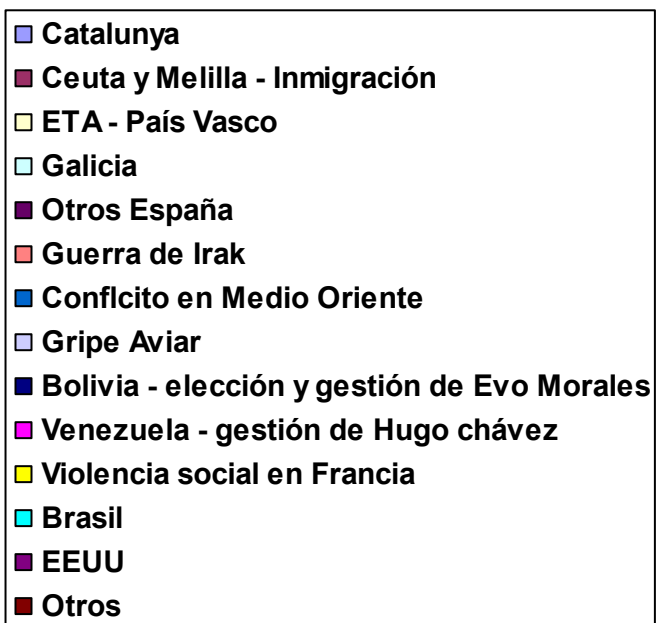 Catalunya
Ceuta y Melilla - Inmigración
ETA - País Vasco
Galicia
Otros España
Guerra de Irak
Conflcito en Medio Oriente
Gripe Aviar
Bolivia - elección y gestión de Evo Morales
Venezuela - gestión de Hugo chávez
Violencia social en Francia
Brasil
EEUU
Otros